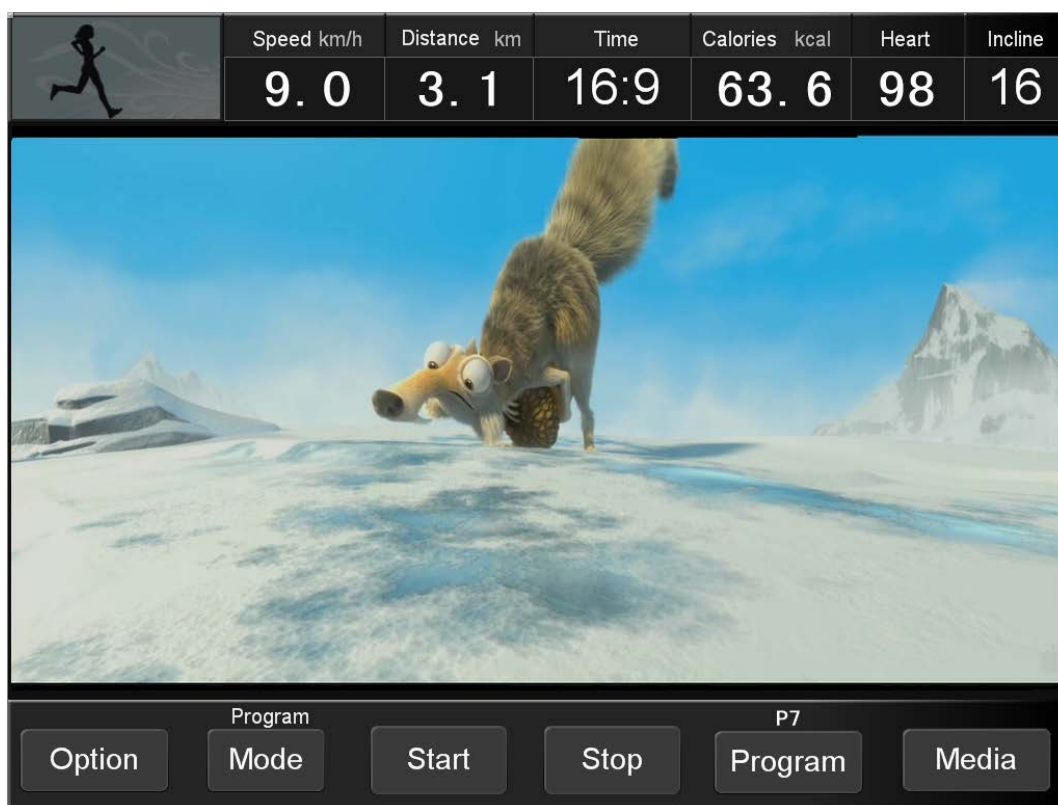 Speed km/h Distance km Time Calories kcal Heart Incline
9. 0 3. 1 16:9 63. 6 98 16
Program P7
Option Mode Start Stop Program Media